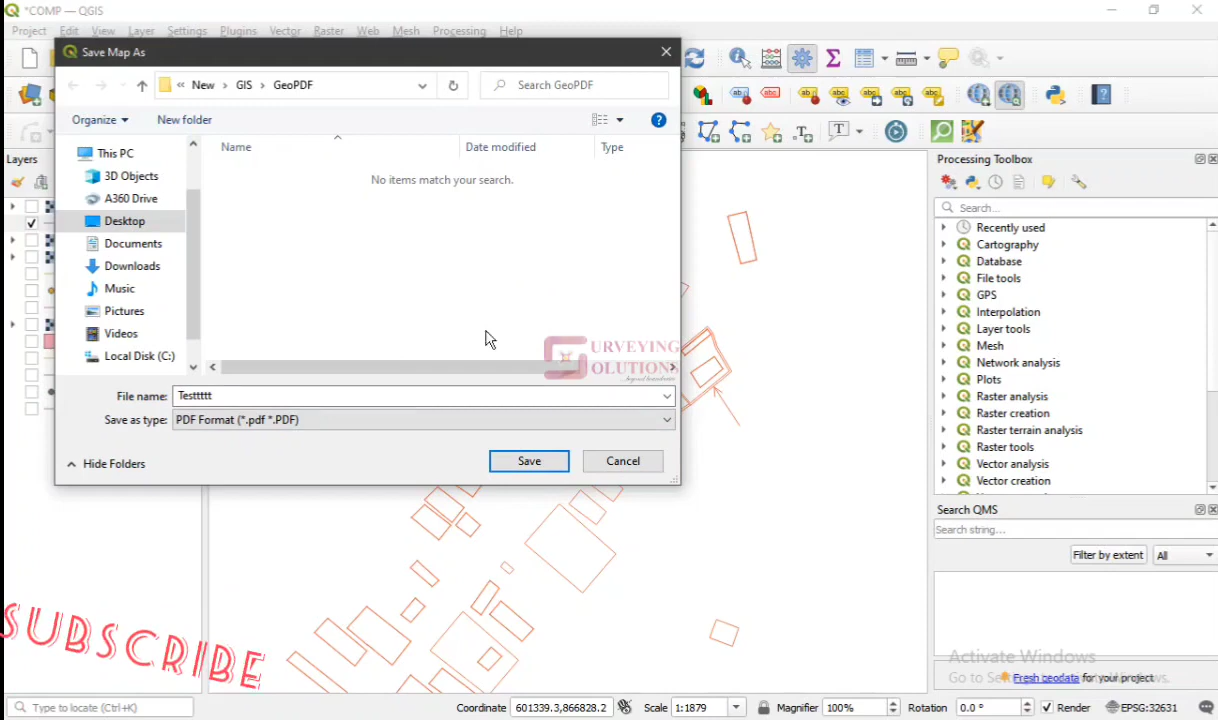 *COMP — QGIS
Project Edit View Layer Settings Plugins Vector Raster Web Mesh Processing Help
Save Map As
« New > GIS > GeoPDF
Search GeoPDF
Organize
New folder
Name
Date modified
Type
No items match your search.
This PC
3D Objects
A360 Drive
Desktop
Documents
Downloads
Music
Pictures
Videos
Local Disk (C:)
File name: Testtttt
Save as type: PDF Format (*.pdf *.PDF)
Hide Folders
Save
Cancel
URVEYING
OLUTIONS
Layers
Processing Toolbox
Search...
Recently used
Cartography
Database
File tools
GPS
Interpolation
Layer tools
Mesh
Network analysis
Plots
Raster analysis
Raster creation
Raster terrain analysis
Raster tools
Vector analysis
Vector creation
Search QMS
Search string...
Filter by extent
All
Activate Windows
Fresh geodata for your project
SUBSCRIBE
Type to locate (Ctrl+K)
Coordinate 601339.3,866828.2 Scale 1:1879 Magnifier 100% Rotation 0.0 ° Render EPSG:32631